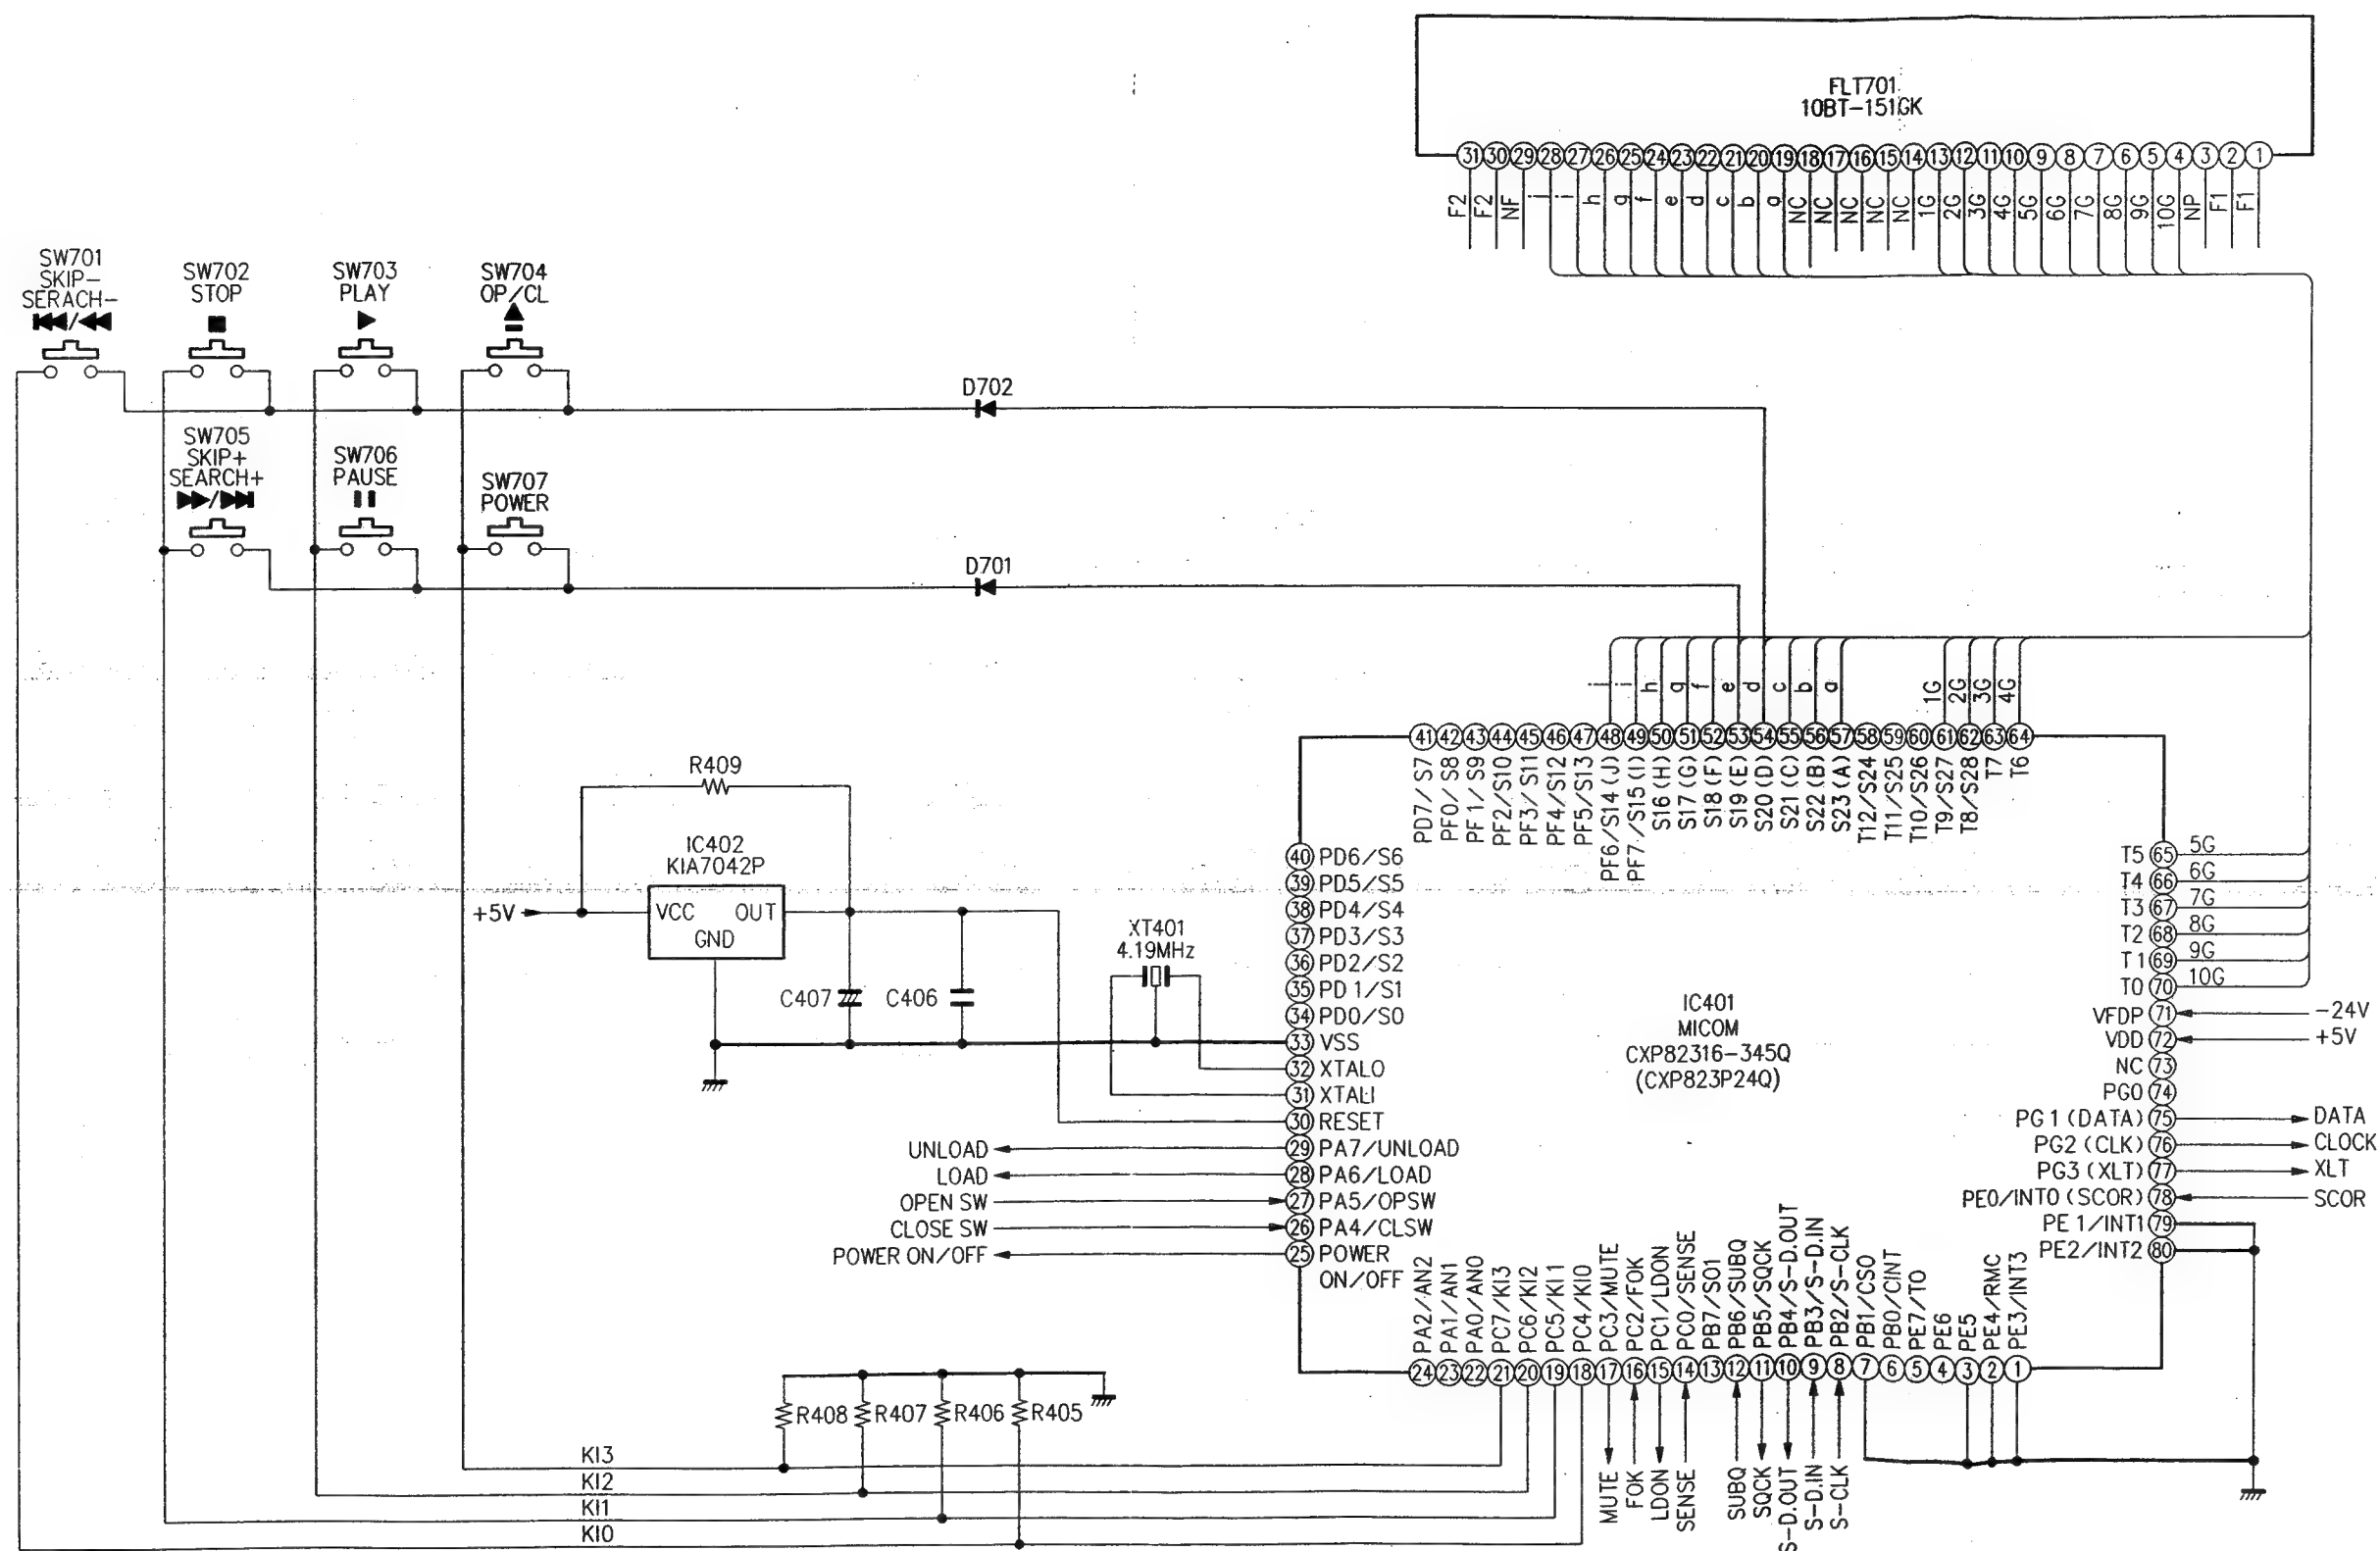 FLT701
10BT-151GK
31 30 29 28 27 26 25 24 23 22 21 20 19 18 17 16 15 14 13 12 11 10 9 8 7 6 5 4 3 2 1
F2 F2 NF j i h g f e d c b a NC NC NC NC NC 1G 2G 3G 4G 5G 6G 7G 8G 9G 10G NP F1 F1
SW701
SKIP-
SERACH-
SW702
STOP
SW703
PLAY
SW704
OP/CL
D702
SW705
SKIP+
SEARCH+
SW706
PAUSE
SW707
POWER
D701
j i h g f e d c b a 1G 2G 3G 4G
41 42 43 44 45 46 47 48 49 50 51 52 53 54 55 56 57 58 59 60 61 62 63 64
PD7/S7
PF0/S8
PF1/S9
PF2/S10
PF3/S11
PF4/S12
PF5/S13
PF6/S14(J)
PF7/S15(I)
S16(H)
S17(G)
S18(F)
S19(E)
S20(D)
S21(C)
S22(B)
S23(A)
T12/S24
T11/S25
T10/S26
T9/S27
T8/S28
T7
T6
R409
IC402
KIA7042P
+5V
VCC OUT
GND
C407
C406
XT401
4.19MHz
40 PD6/S6
39 PD5/S5
38 PD4/S4
37 PD3/S3
36 PD2/S2
35 PD1/S1
34 PD0/S0
33 VSS
32 XTALO
31 XTALI
30 RESET
UNLOAD 29 PA7/UNLOAD
LOAD 28 PA6/LOAD
OPEN SW 27 PA5/OPSW
CLOSE SW 26 PA4/CLSW
POWER ON/OFF 25 POWER
ON/OFF
IC401
MICOM
CXP82316-345Q
(CXP823P24Q)
T5 65 5G
T4 66 6G
T3 67 7G
T2 68 8G
T1 69 9G
T0 70 10G
VFDP 71 -24V
VDD 72 +5V
NC 73
PG0 74
PG1(DATA) 75 DATA
PG2(CLK) 76 CLOCK
PG3(XLT) 77 XLT
PE0/INT0(SCOR) 78 SCOR
PE1/INT1 79
PE2/INT2 80
PA2/AN2
PA1/AN1
PA0/AN0
PC7/KI3
PC6/KI2
PC5/KI1
PC4/KI0
PC3/MUTE
PC2/FOK
PC1/LDON
PC0/SENSE
PB7/SO1
PB6/SUBQ
PB5/SQCK
PB4/S-D.OUT
PB3/S-D.IN
PB2/S-CLK
PB1/CS0
PB0/CINT
PE7/TO
PE6
PE5
PE4/RMC
PE3/INT3
24 23 22 21 20 19 18 17 16 15 14 13 12 11 10 9 8 7 6 5 4 3 2 1
R408
R407
R406
R405
KI3
KI2
KI1
KI0
MUTE
FOK
LDON
SENSE
SUBQ
SQCK
S-D.OUT
S-D.IN
S-CLK